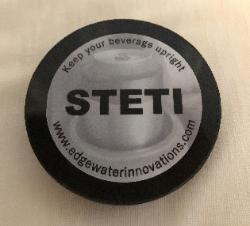 Keep your beverage upright
STETI
www.edgewaterinnovations.com